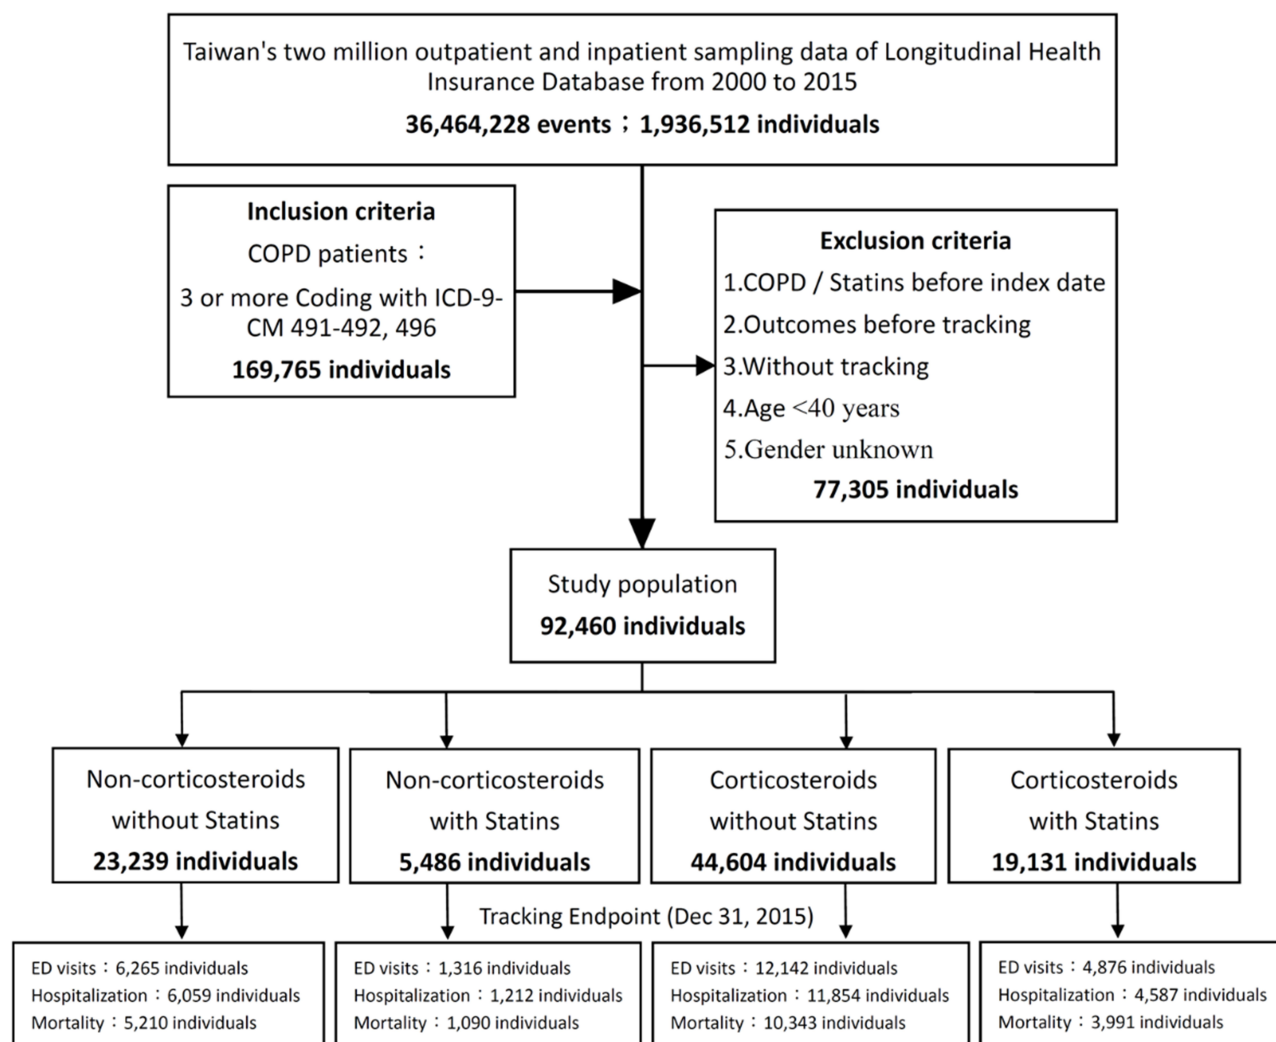 Taiwan's two million outpatient and inpatient sampling data of Longitudinal Health
Insurance Database from 2000 to 2015
36,464,228 events；1,936,512 individuals
Inclusion criteria
COPD patients：
3 or more Coding with ICD-9-
CM 491-492, 496
169,765 individuals
Exclusion criteria
1.COPD / Statins before index date
2.Outcomes before tracking
3.Without tracking
4.Age <40 years
5.Gender unknown
77,305 individuals
Study population
92,460 individuals
Non-corticosteroids
without Statins
23,239 individuals
Non-corticosteroids
with Statins
5,486 individuals
Corticosteroids
without Statins
44,604 individuals
Corticosteroids
with Statins
19,131 individuals
Tracking Endpoint (Dec 31, 2015)
ED visits：6,265 individuals
Hospitalization：6,059 individuals
Mortality：5,210 individuals
ED visits：1,316 individuals
Hospitalization：1,212 individuals
Mortality：1,090 individuals
ED visits：12,142 individuals
Hospitalization：11,854 individuals
Mortality：10,343 individuals
ED visits：4,876 individuals
Hospitalization：4,587 individuals
Mortality：3,991 individuals